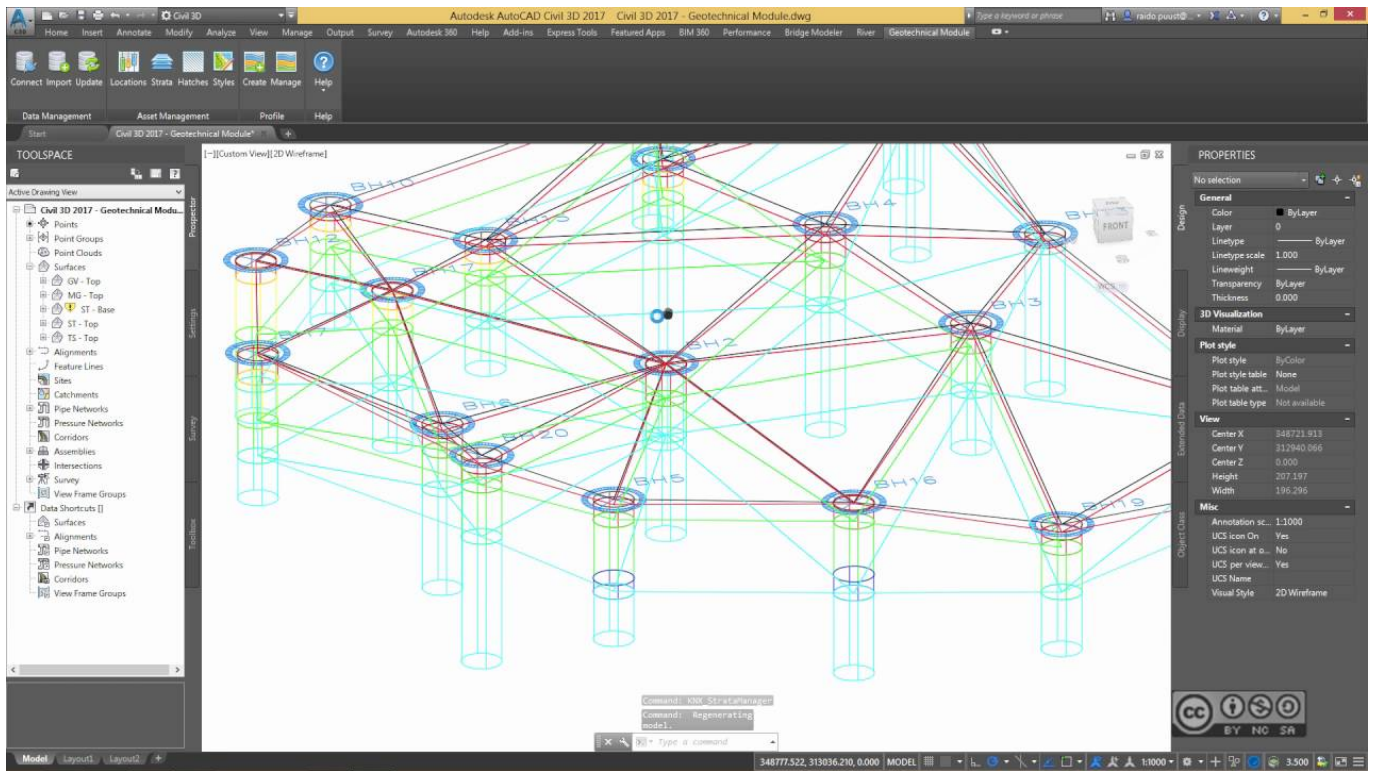 Civil 3D
Autodesk AutoCAD Civil 3D 2017 Civil 3D 2017 - Geotechnical Module.dwg
Type a keyword or phrase
raido.puust@...
Home Insert Annotate Modify Analyze View Manage Output Survey Autodesk 360 Help Add-ins Express Tools Featured Apps BIM 360 Performance Bridge Modeler River Geotechnical Module
Connect Import Update Locations Strata Hatches Styles Create Manage Help
Data Management Asset Management Profile Help
Start Civil 3D 2017 - Geotechnical Module*
TOOLSPACE
Active Drawing View
Civil 3D 2017 - Geotechnical Modu...
Points
Point Groups
Point Clouds
Surfaces
GV - Top
MG - Top
ST - Base
ST - Top
TS - Top
Alignments
Feature Lines
Sites
Catchments
Pipe Networks
Pressure Networks
Corridors
Assemblies
Intersections
Survey
View Frame Groups
Data Shortcuts []
Surfaces
Alignments
Pipe Networks
Pressure Networks
Corridors
View Frame Groups
Prospector
Settings
Survey
Toolbox
[-][Custom View][2D Wireframe]
BH10
BH4
BH12
BH17
BH3
BH2
BH8
BH20
BH5
BH16
BH19
FRONT
WCS
Command: KNX_StrataManager
Command: Regenerating
model.
Type a command
PROPERTIES
No selection
Design
Display
Extended Data
Object Class
General
Color ByLayer
Layer 0
Linetype ByLayer
Linetype scale 1.000
Lineweight ByLayer
Transparency ByLayer
Thickness 0.000
3D Visualization
Material ByLayer
Plot style
Plot style ByColor
Plot style table None
Plot table att... Model
Plot table type Not available
View
Center X 348721.913
Center Y 312940.066
Center Z 0.000
Height 207.197
Width 196.296
Misc
Annotation sc... 1:1000
UCS icon On Yes
UCS icon at o... No
UCS per view... Yes
UCS Name
Visual Style 2D Wireframe
cc
BY NC SA
Model Layout1 Layout2 +
348777.522, 313036.210, 0.000 MODEL 1:1000 3.500